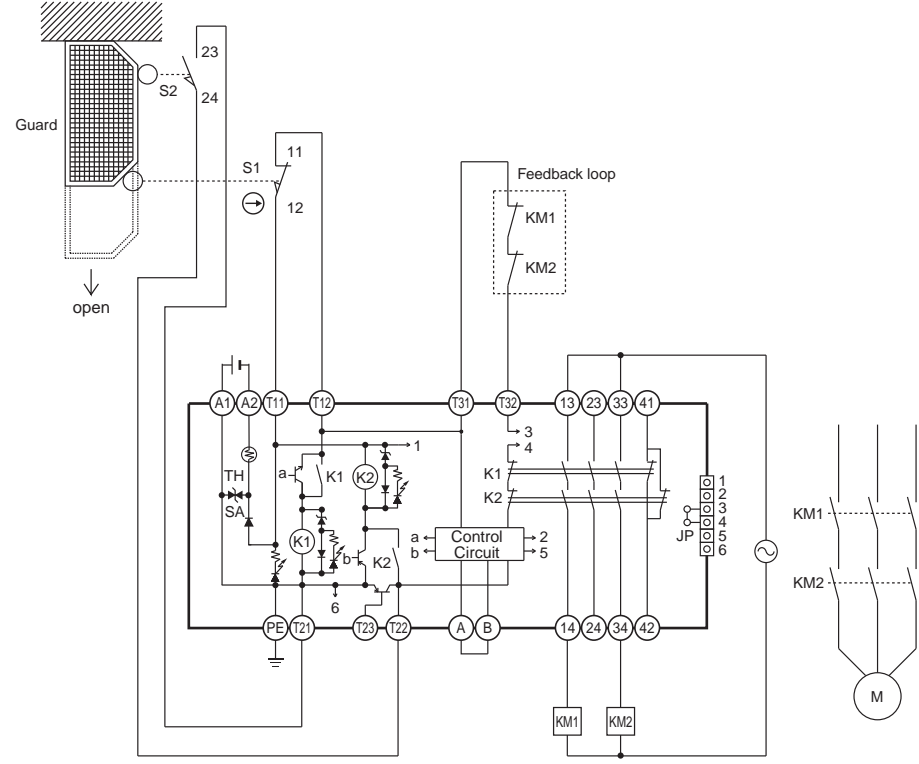 23
S2
24
Guard
11
S1
12
Feedback loop
KM1
KM2
open
A1 A2 T11 T12 T31 T32 13 23 33 41
3
1
4
a K1 K2
TH
SA
K1
K2
1
2
3
4
5
6
JP
K1
b K2
a Control Circuit 2
b 5
6
PE T21 T23 T22 A B 14 24 34 42
KM1 KM2
KM1
KM2
M